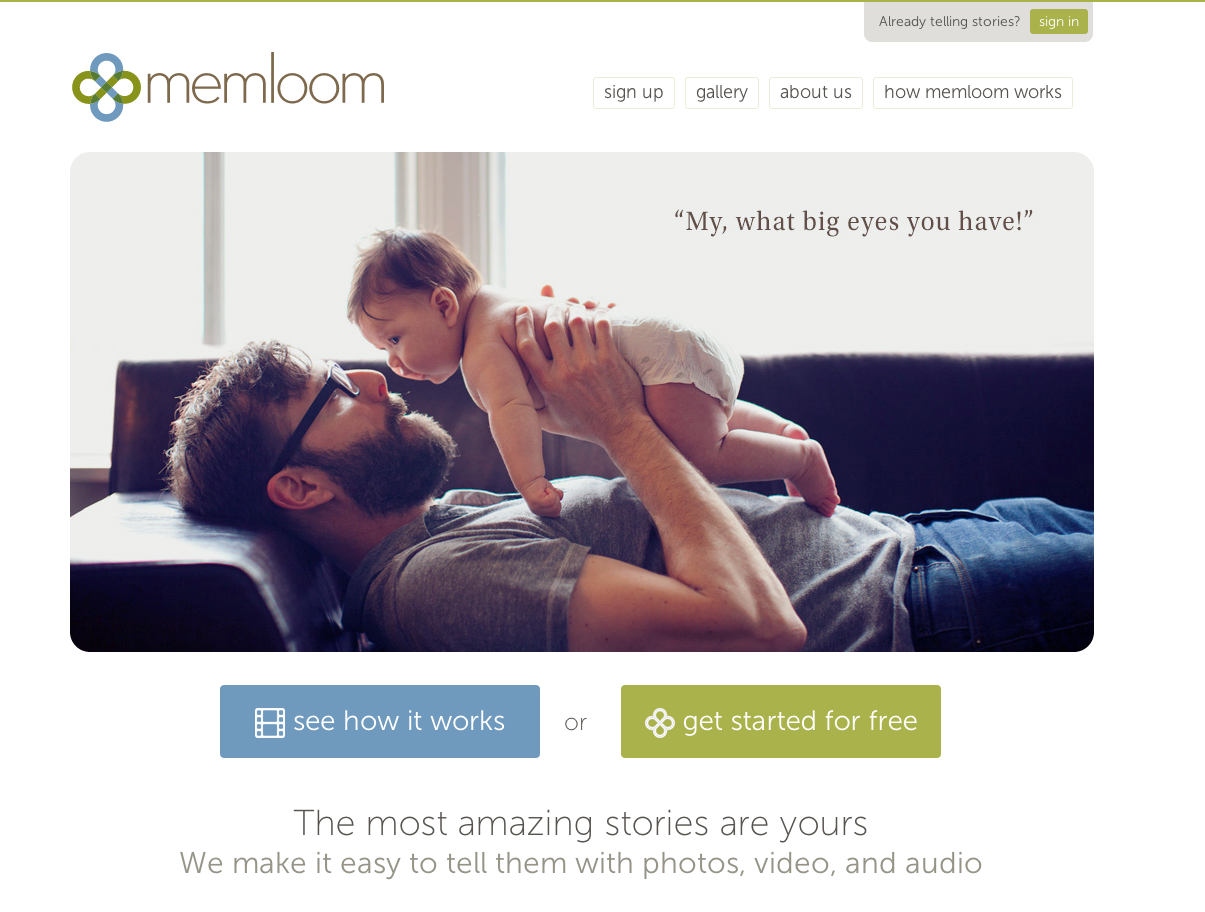 Already telling stories? sign in
memloom
sign up gallery about us how memloom works
“My, what big eyes you have!”
see how it works or get started for free
The most amazing stories are yours
We make it easy to tell them with photos, video, and audio